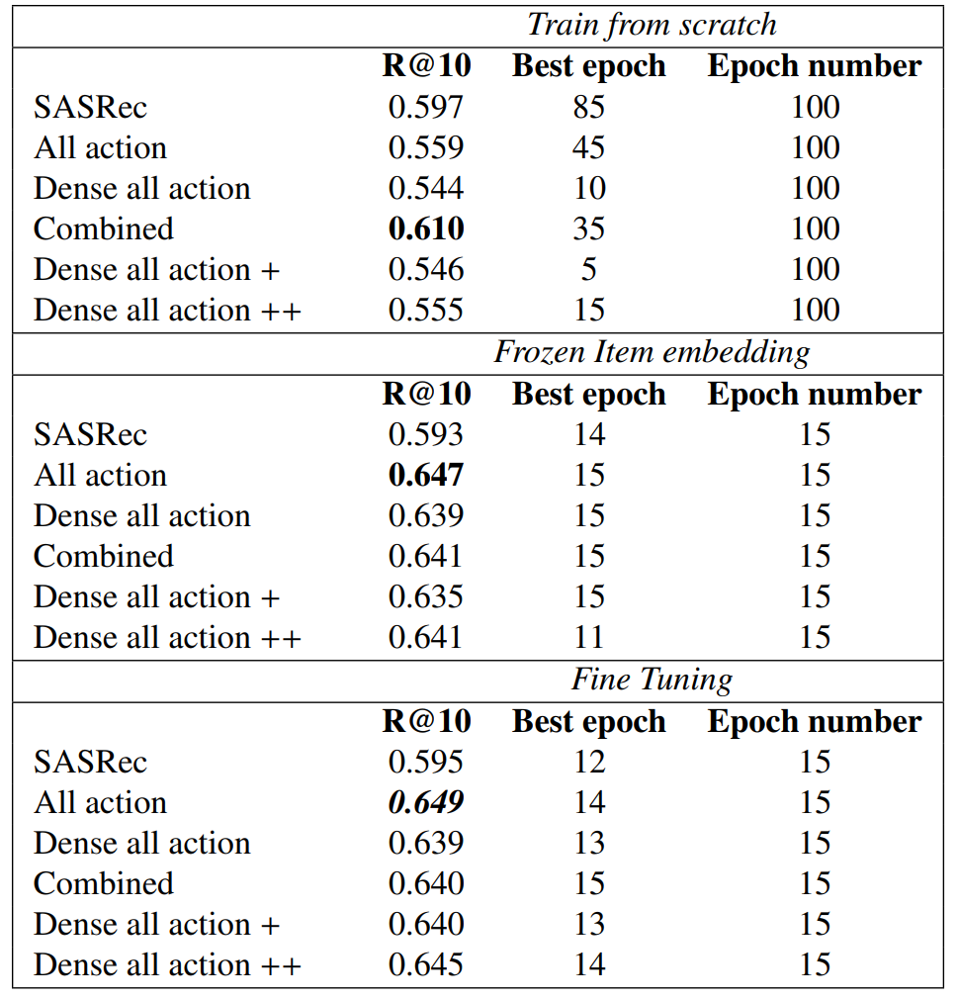 Train from scratch
R@10 Best epoch Epoch number
SASRec 0.597 85 100
All action 0.559 45 100
Dense all action 0.544 10 100
Combined 0.610 35 100
Dense all action + 0.546 5 100
Dense all action ++ 0.555 15 100
Frozen Item embedding
R@10 Best epoch Epoch number
SASRec 0.593 14 15
All action 0.647 15 15
Dense all action 0.639 15 15
Combined 0.641 15 15
Dense all action + 0.635 15 15
Dense all action ++ 0.641 11 15
Fine Tuning
R@10 Best epoch Epoch number
SASRec 0.595 12 15
All action 0.649 14 15
Dense all action 0.639 13 15
Combined 0.640 15 15
Dense all action + 0.640 13 15
Dense all action ++ 0.645 14 15